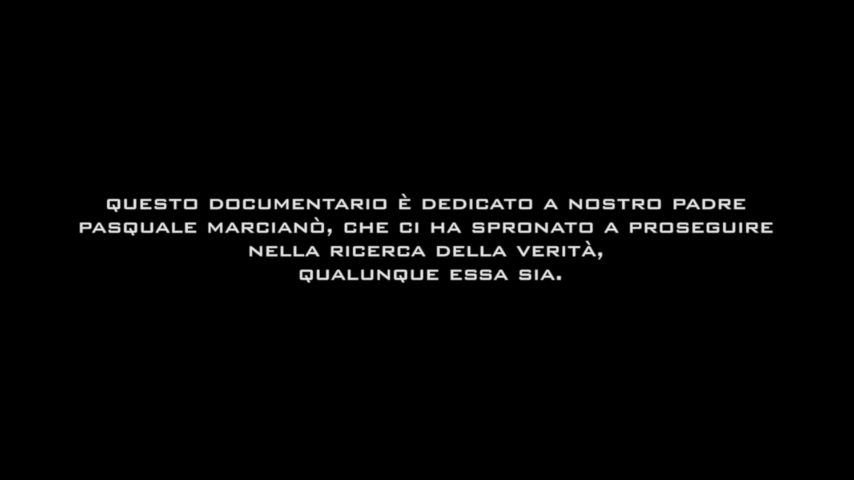 QUESTO DOCUMENTARIO È DEDICATO A NOSTRO PADRE
PASQUALE MARCIANÒ, CHE CI HA SPRONATO A PROSEGUIRE
NELLA RICERCA DELLA VERITÀ,
QUALUNQUE ESSA SIA.